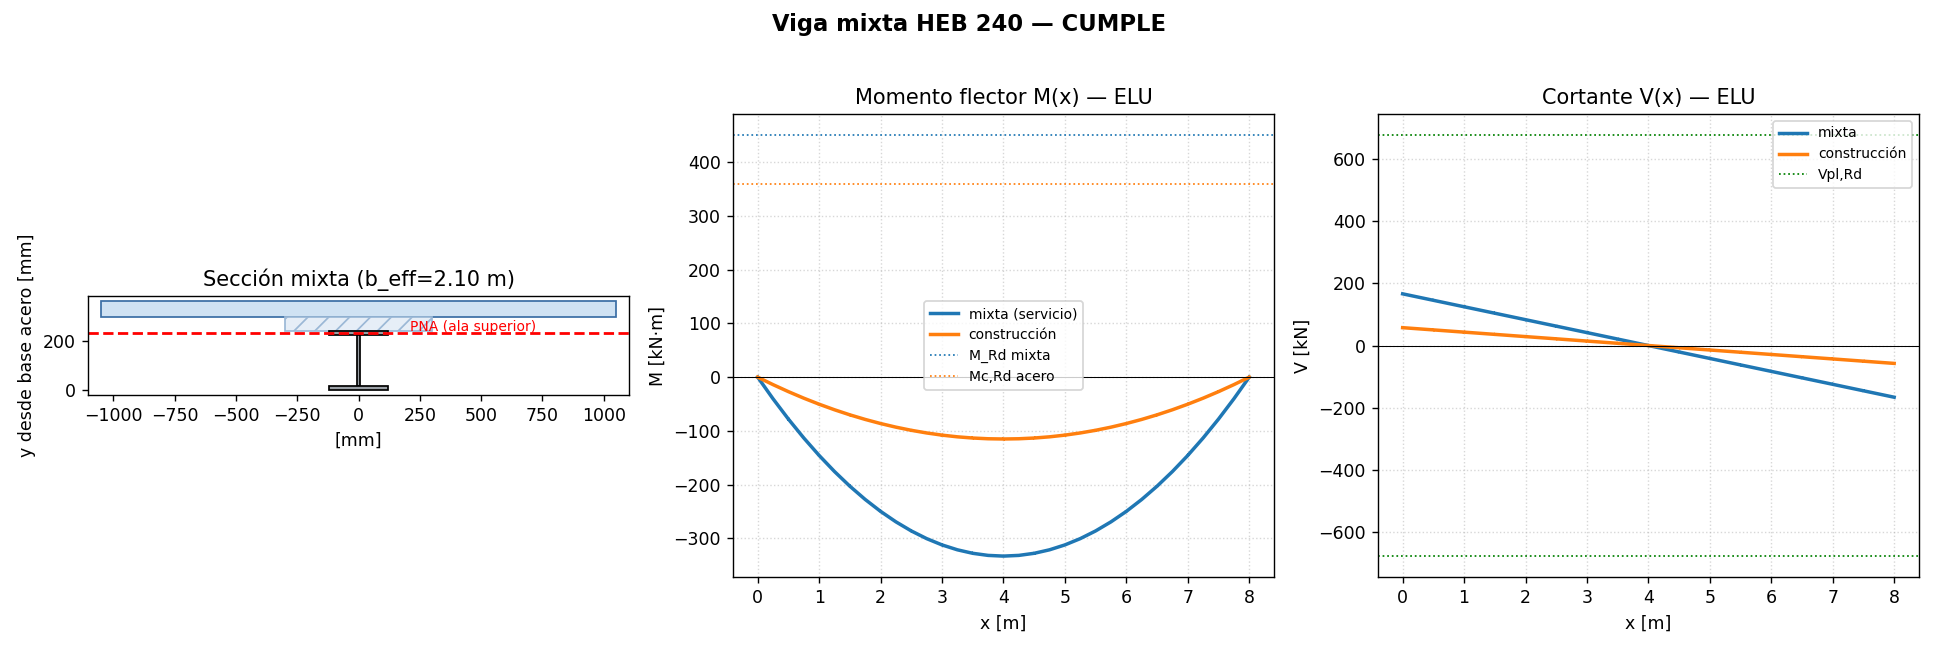 Viga mixta HEB 240 — CUMPLE
Sección mixta (b_eff=2.10 m)
y desde base acero [mm]
200
0
PNA (ala superior)
−1000 −750 −500 −250 0 250 500 750 1000
[mm]
Momento flector M(x) — ELU
M [kN·m]
400
300
200
100
0
−100
−200
−300
mixta (servicio)
construcción
M_Rd mixta
Mc,Rd acero
0 1 2 3 4 5 6 7 8
x [m]
Cortante V(x) — ELU
V [kN]
600
400
200
0
−200
−400
−600
mixta
construcción
Vpl,Rd
0 1 2 3 4 5 6 7 8
x [m]